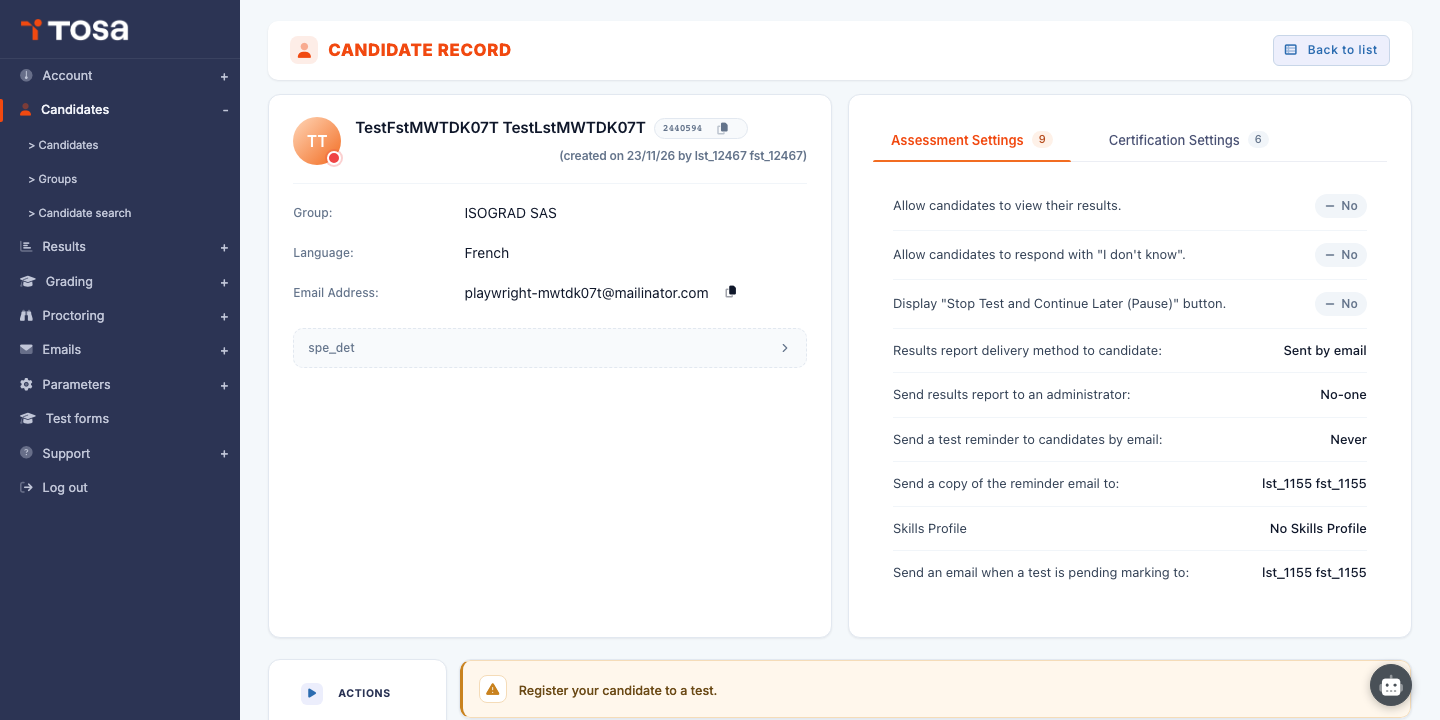 Tosa
Account +
Candidates -
> Candidates
> Groups
> Candidate search
Results +
Grading +
Proctoring +
Emails +
Parameters +
Test forms
Support +
Log out
CANDIDATE RECORD
Back to list
TT
TestFstMWTDK07T TestLstMWTDK07T 2440594
(created on 23/11/26 by lst_12467 fst_12467)
Group: ISOGRAD SAS
Language: French
Email Address: playwright-mwtdk07t@mailinator.com
spe_det
Assessment Settings 9
Certification Settings 6
Allow candidates to view their results. — No
Allow candidates to respond with "I don't know". — No
Display "Stop Test and Continue Later (Pause)" button. — No
Results report delivery method to candidate: Sent by email
Send results report to an administrator: No-one
Send a test reminder to candidates by email: Never
Send a copy of the reminder email to: lst_1155 fst_1155
Skills Profile No Skills Profile
Send an email when a test is pending marking to: lst_1155 fst_1155
ACTIONS
Register your candidate to a test.